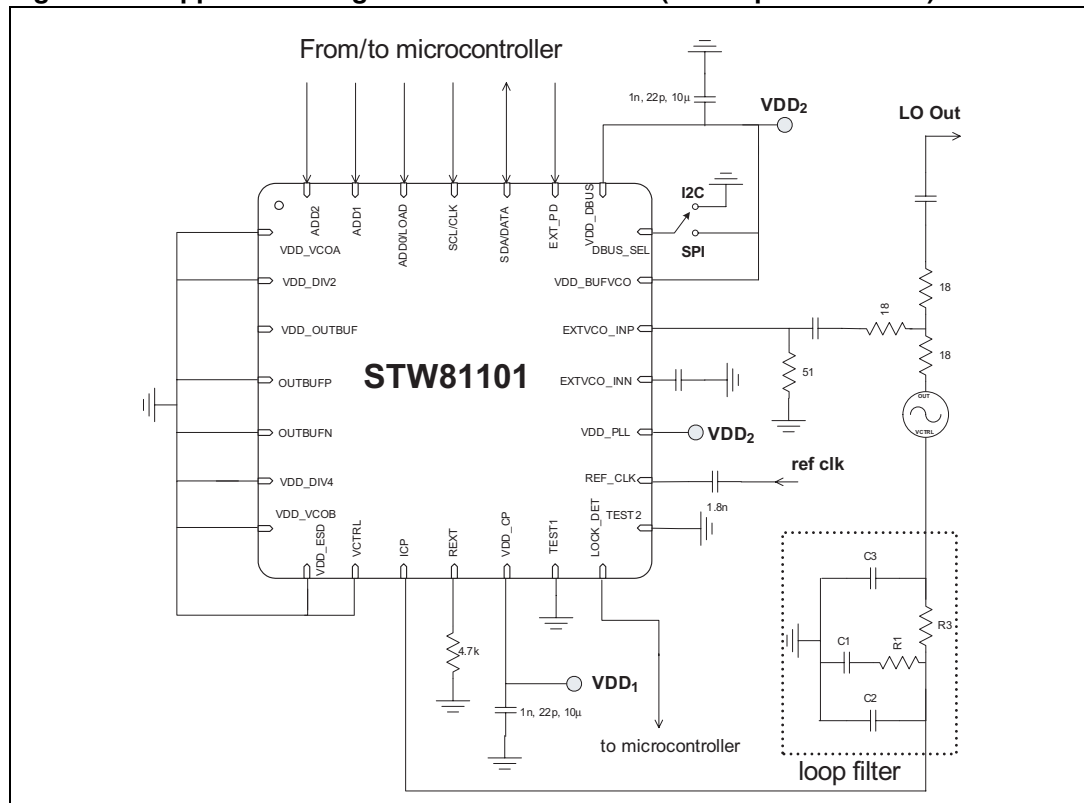 From/to microcontroller
1n, 22p, 10µ
VDD2
LO Out
ADD2
ADD1
ADD0/LOAD
SCL/CLK
SDA/DATA
EXT_PD
VDD_DBUS
I2C
SPI
DBUS_SEL
VDD_VCOA
VDD_DIV2
VDD_BUFVCO
18
18
18
VDD_OUTBUF
EXTVCO_INP
STW81101
51
OUTBUFP
EXTVCO_INN
OUT
VCTRL
OUTBUFN
VDD_PLL
VDD2
VDD_DIV4
REF_CLK
ref clk
1.8n
VDD_VCOB
TEST2
VDD_ESD
VCTRL
ICP
REXT
VDD_CP
TEST1
LOCK_DET
C3
R3
C1
R1
C2
4.7k
VDD1
1n, 22p, 10µ
to microcontroller
loop filter